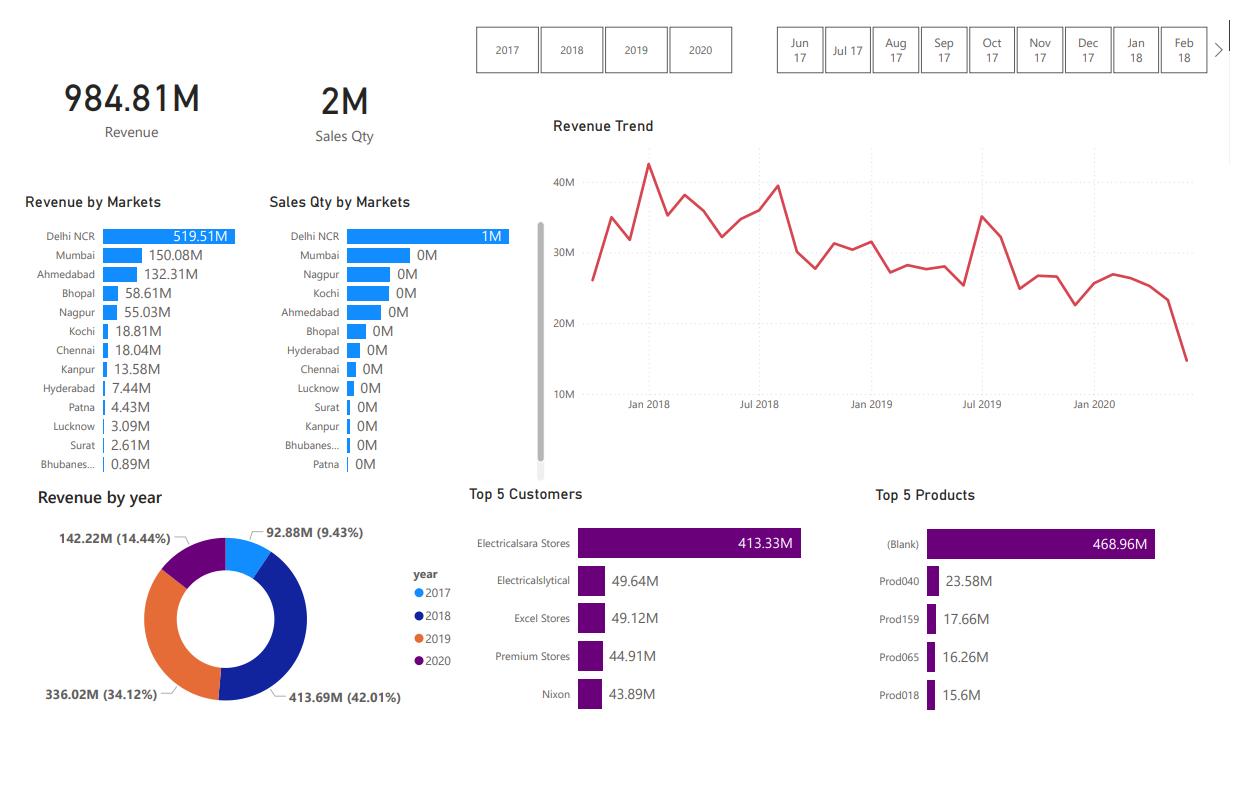 2017 2018 2019 2020
Jun 17 Jul 17 Aug 17 Sep 17 Oct 17 Nov 17 Dec 17 Jan 18 Feb 18
984.81M
Revenue
2M
Sales Qty
Revenue by Markets
Delhi NCR 519.51M
Mumbai 150.08M
Ahmedabad 132.31M
Bhopal 58.61M
Nagpur 55.03M
Kochi 18.81M
Chennai 18.04M
Kanpur 13.58M
Hyderabad 7.44M
Patna 4.43M
Lucknow 3.09M
Surat 2.61M
Bhubanes... 0.89M
Sales Qty by Markets
Delhi NCR 1M
Mumbai 0M
Nagpur 0M
Kochi 0M
Ahmedabad 0M
Bhopal 0M
Hyderabad 0M
Chennai 0M
Lucknow 0M
Surat 0M
Kanpur 0M
Bhubanes... 0M
Patna 0M
Revenue Trend
40M
30M
20M
10M
Jan 2018 Jul 2018 Jan 2019 Jul 2019 Jan 2020
Revenue by year
142.22M (14.44%)
92.88M (9.43%)
336.02M (34.12%)
413.69M (42.01%)
year
2017
2018
2019
2020
Top 5 Customers
Electricalsara Stores 413.33M
Electricalslytical 49.64M
Excel Stores 49.12M
Premium Stores 44.91M
Nixon 43.89M
Top 5 Products
(Blank) 468.96M
Prod040 23.58M
Prod159 17.66M
Prod065 16.26M
Prod018 15.6M